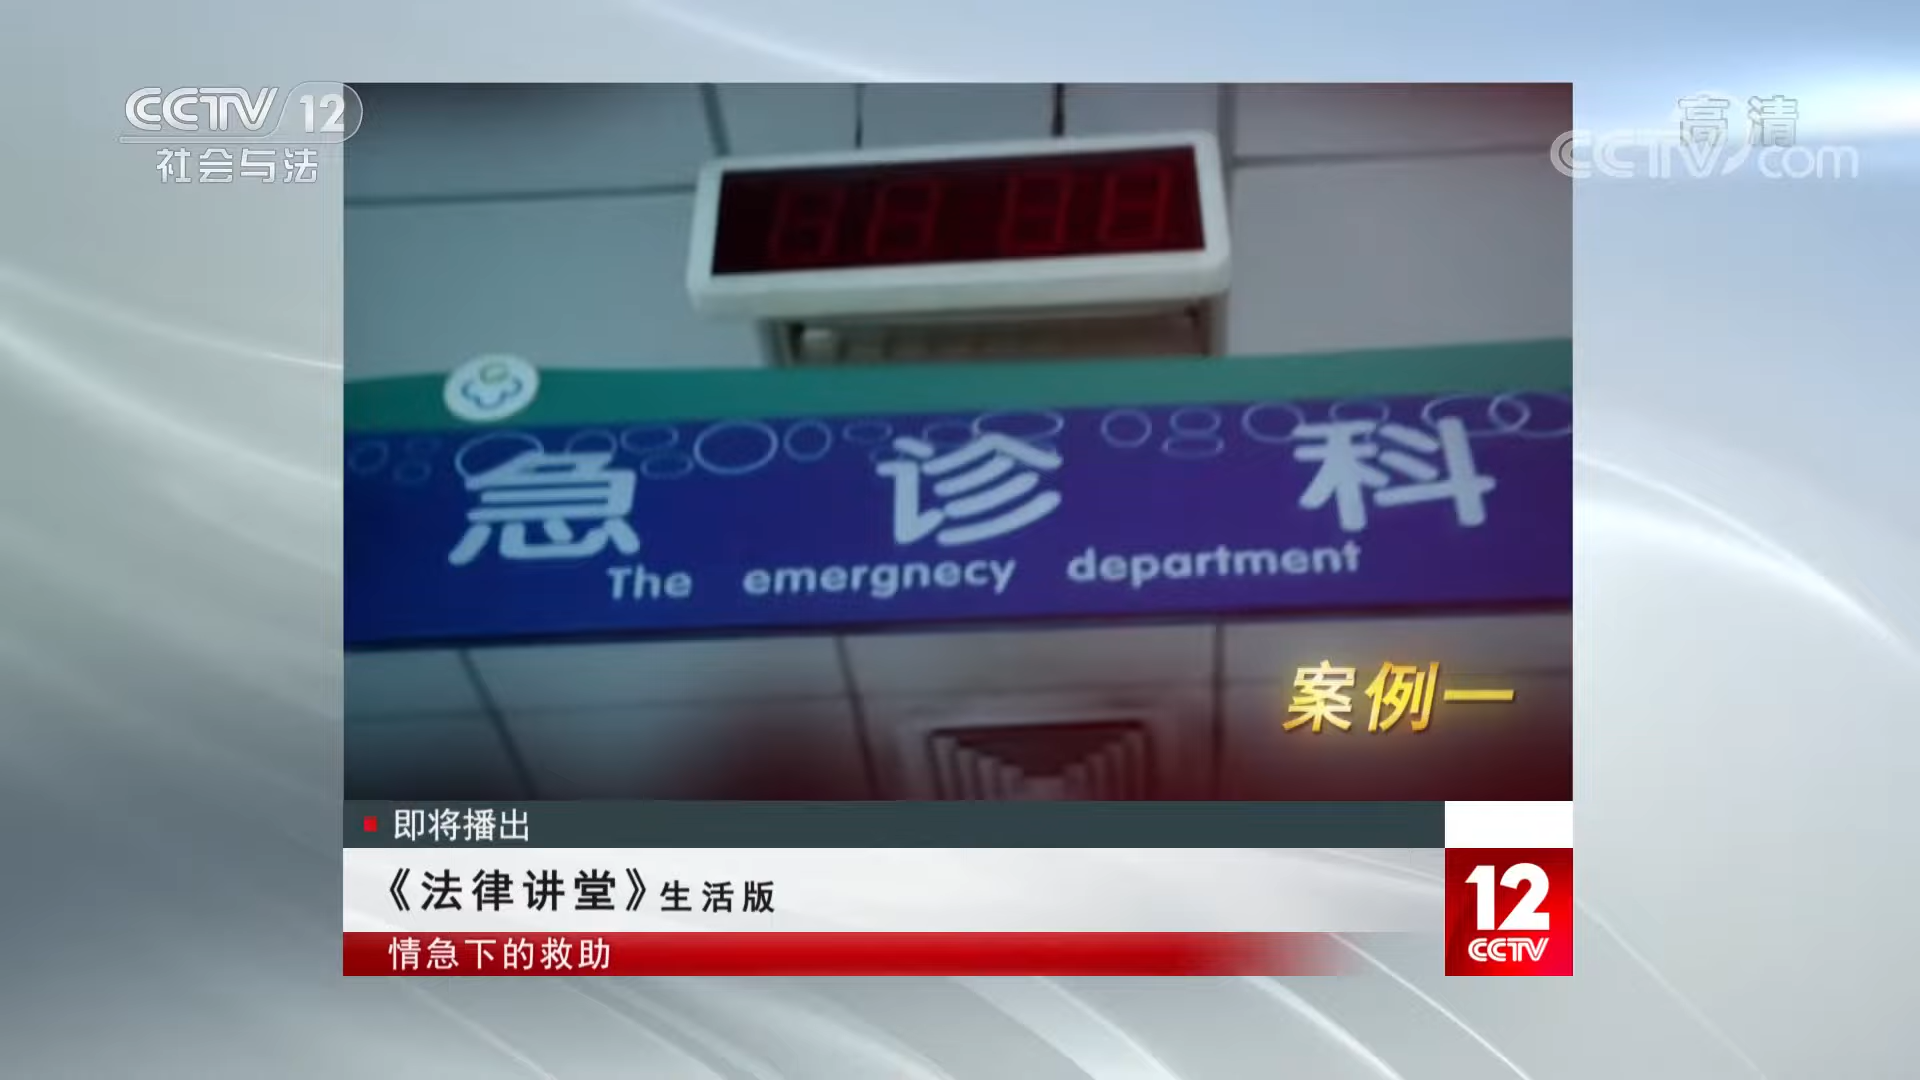 CCTV 12
社会与法
高清
CCTV com
急诊科
The emergnecy department
案例一
即将播出
《法律讲堂》生活版
情急下的救助
12
CCTV